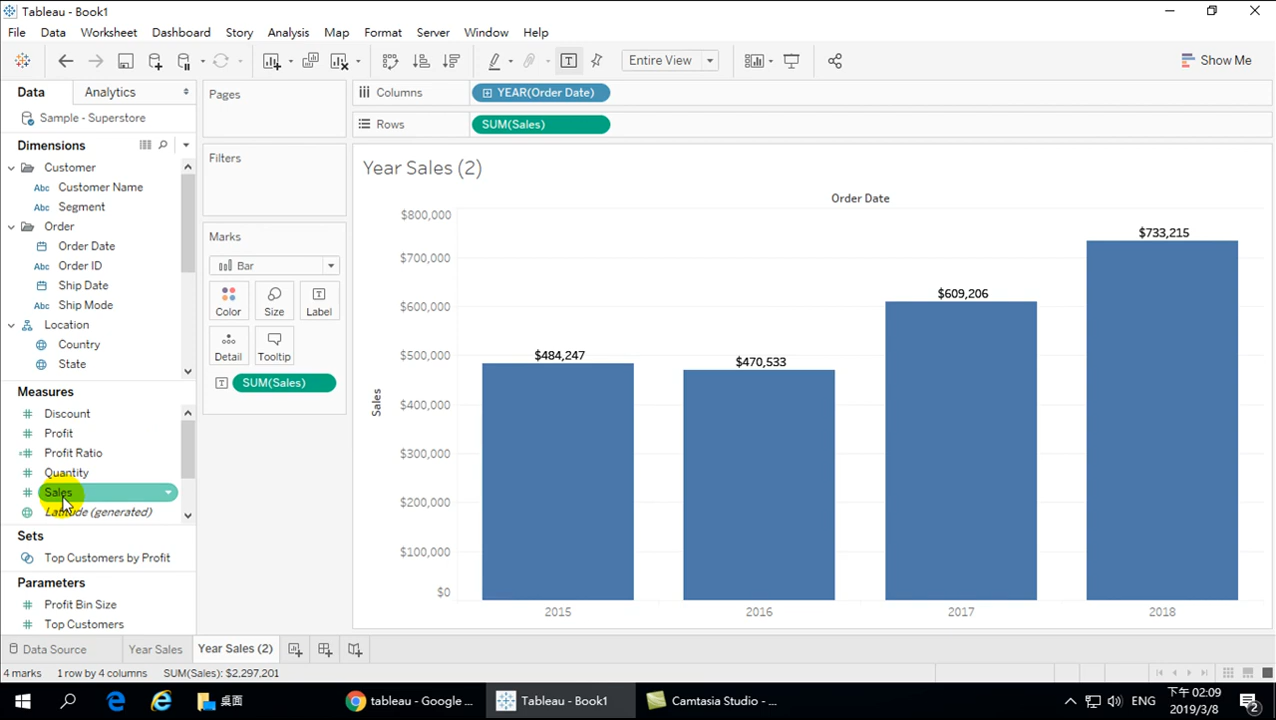 Tableau - Book1
File Data Worksheet Dashboard Story Analysis Map Format Server Window Help
Entire View
Show Me
Data Analytics
Sample - Superstore
Dimensions
Customer
Abc Customer Name
Abc Segment
Order
Order Date
Abc Order ID
Ship Date
Abc Ship Mode
Location
Country
State
Measures
Discount
Profit
Profit Ratio
Quantity
Sales
Latitude (generated)
Sets
Top Customers by Profit
Parameters
Profit Bin Size
Top Customers
Pages
Filters
Marks
Bar
Color Size Label
Detail Tooltip
SUM(Sales)
Columns YEAR(Order Date)
Rows SUM(Sales)
Year Sales (2)
Order Date
Sales
$800,000
$700,000
$600,000
$500,000
$400,000
$300,000
$200,000
$100,000
$0
$484,247
$470,533
$609,206
$733,215
2015 2016 2017 2018
Data Source Year Sales Year Sales (2)
4 marks 1 row by 4 columns SUM(Sales): $2,297,201
桌面
tableau - Google ...
Tableau - Book1
Camtasia Studio - ...
ENG
下午 02:09
2019/3/8
2